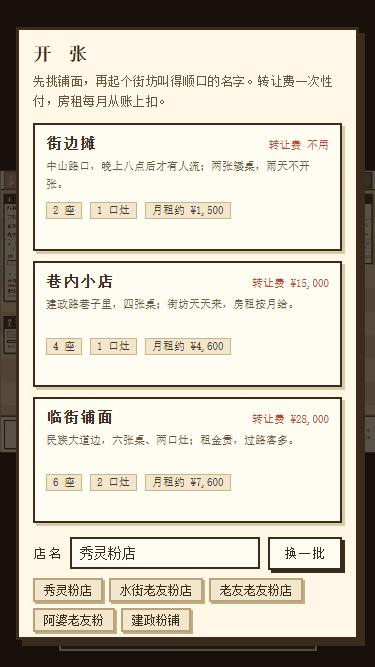 开 张
先挑铺面，再起个街坊叫得顺口的名字。转让费一次性
付，房租每月从账上扣。
街边摊 转让费 不用
中山路口，晚上八点后才有人流；两张矮桌，雨天不开
张。
2 座 1 口灶 月租约 ¥1,500
巷内小店 转让费 ¥15,000
建政路巷子里，四张桌；街坊天天来，房租按月给。
4 座 1 口灶 月租约 ¥4,600
临街铺面 转让费 ¥28,000
民族大道边，六张桌、两口灶；租金贵，过路客多。
6 座 2 口灶 月租约 ¥7,600
店名 秀灵粉店 换一批
秀灵粉店 水街老友粉店 老友老友粉店
阿婆老友粉 建政粉铺